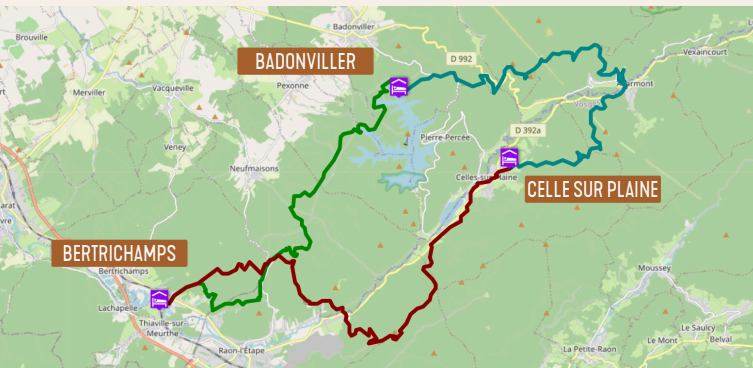 Badonviller
Brouville
BADONVILLER
D 992
Vexaincourt
Merviller
Vacqueville
Pexonne
Vosges
D 392a
Pierre-Percée
Veney
Neufmaisons
Celles-sur-Plaine
CELLE SUR PLAINE
BERTRICHAMPS
Bertrichamps
Moussey
Lachapelle
Thiaville-sur-
Meurthe
Raon-l'Étape
Le Saulcy
Le Mont
Belval
La Petite-Raon